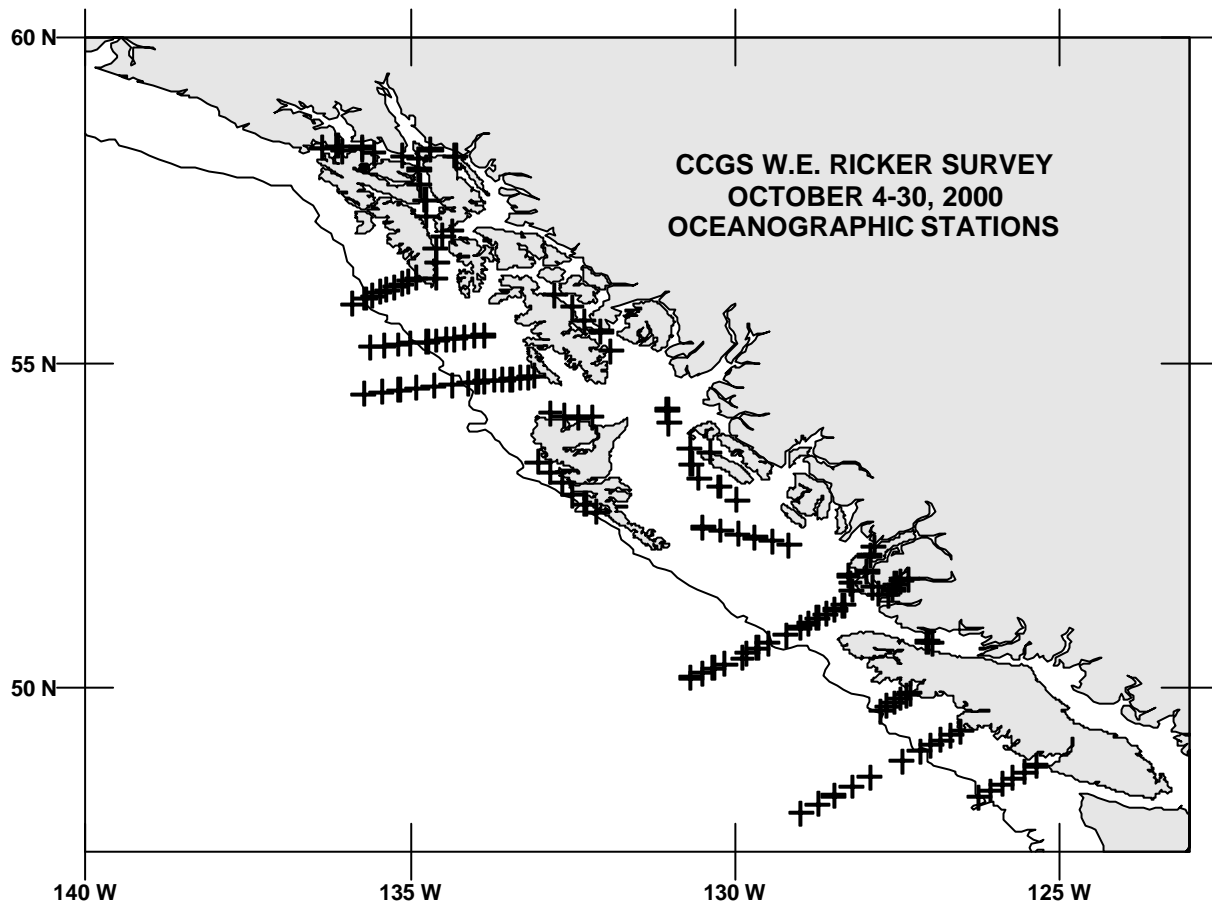 60 N
CCGS W.E. RICKER SURVEY
OCTOBER 4-30, 2000
OCEANOGRAPHIC STATIONS
55 N
50 N
140 W 135 W 130 W 125 W